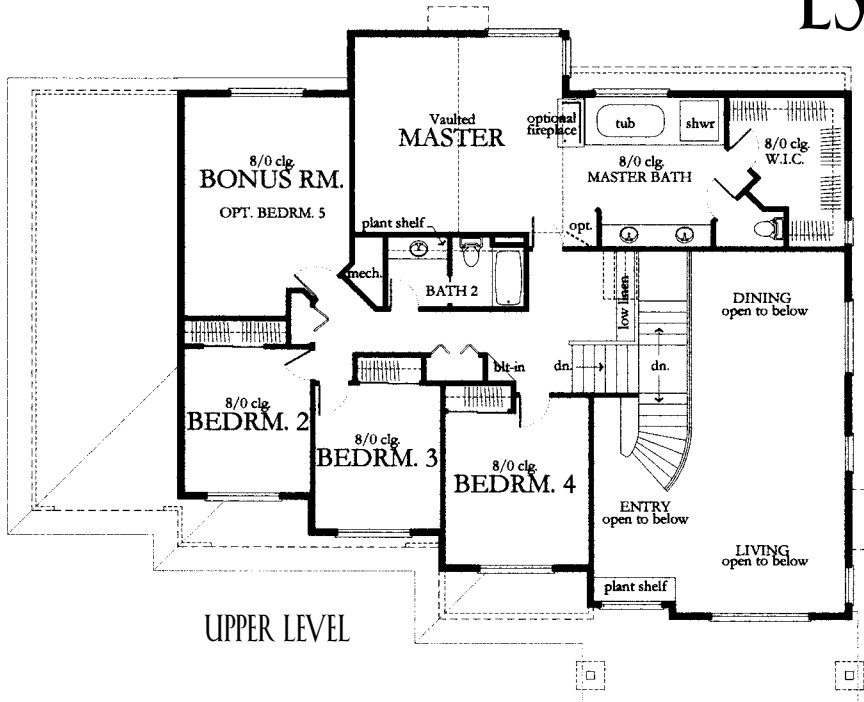 Vaulted
MASTER
optional
fireplace
tub
shwr
8/0 clg.
W.I.C.
8/0 clg.
MASTER BATH
8/0 clg.
BONUS RM.
OPT. BEDRM. 5
plant shelf
opt.
mech.
BATH 2
low linen
DINING
open to below
blt-in
dn.
dn.
8/0 clg.
BEDRM. 2
8/0 clg.
BEDRM. 3
8/0 clg.
BEDRM. 4
ENTRY
open to below
LIVING
open to below
plant shelf
UPPER LEVEL